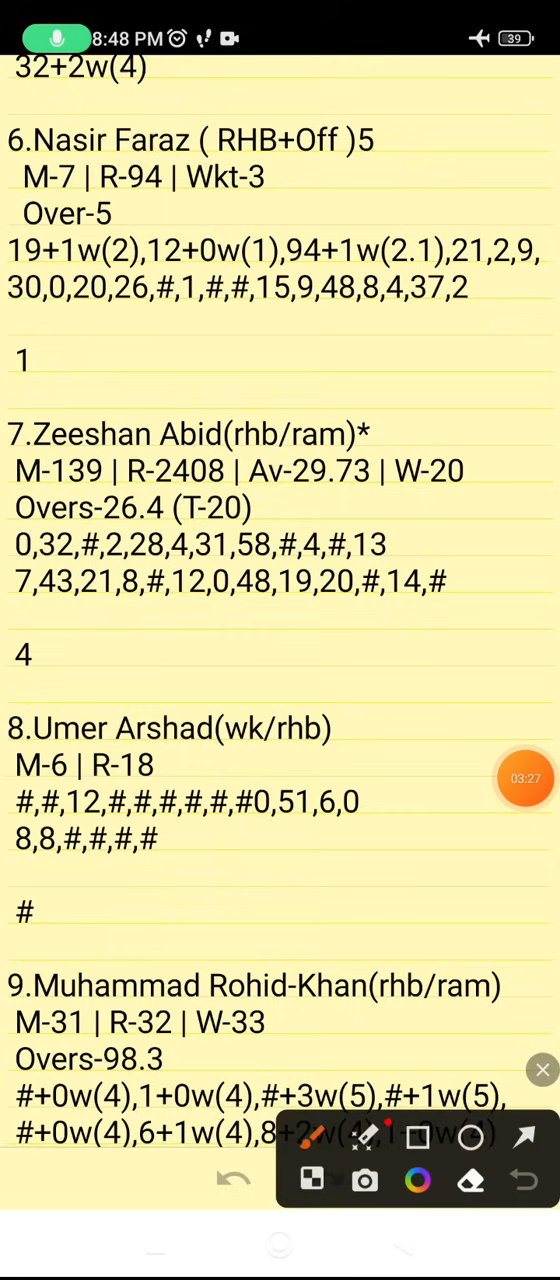 8:48 PM
39
32+2w(4)
6.Nasir Faraz ( RHB+Off )5
M-7 | R-94 | Wkt-3
Over-5
19+1w(2),12+0w(1),94+1w(2.1),21,2,9,
30,0,20,26,#,1,#,#,15,9,48,8,4,37,2
1
7.Zeeshan Abid(rhb/ram)*
M-139 | R-2408 | Av-29.73 | W-20
Overs-26.4 (T-20)
0,32,#,2,28,4,31,58,#,4,#,13
7,43,21,8,#,12,0,48,19,20,#,14,#
4
8.Umer Arshad(wk/rhb)
M-6 | R-18
03:27
#,#,12,#,#,#,#,#,#0,51,6,0
8,8,#,#,#,#
#
9.Muhammad Rohid-Khan(rhb/ram)
M-31 | R-32 | W-33
Overs-98.3
#+0w(4),1+0w(4),#+3w(5),#+1w(5),
#+0w(4),6+1w(4),8+2w(4),1+0w(4)